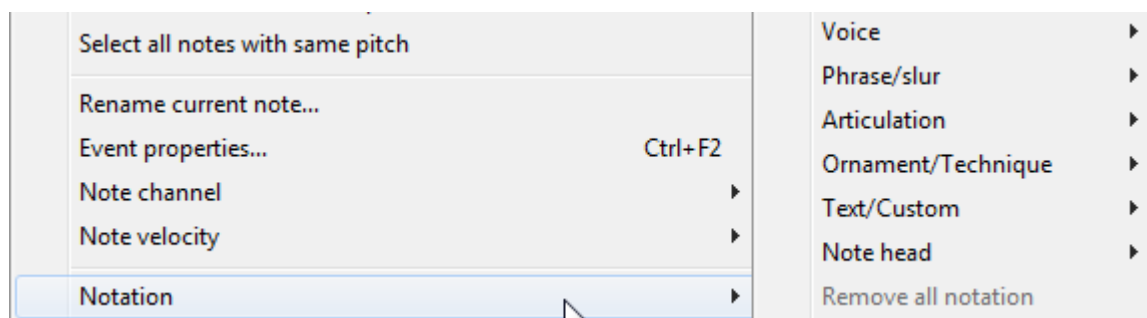 Select all notes with same pitch
Rename current note...
Event properties... Ctrl+F2
Note channel
Note velocity
Notation
Voice
Phrase/slur
Articulation
Ornament/Technique
Text/Custom
Note head
Remove all notation